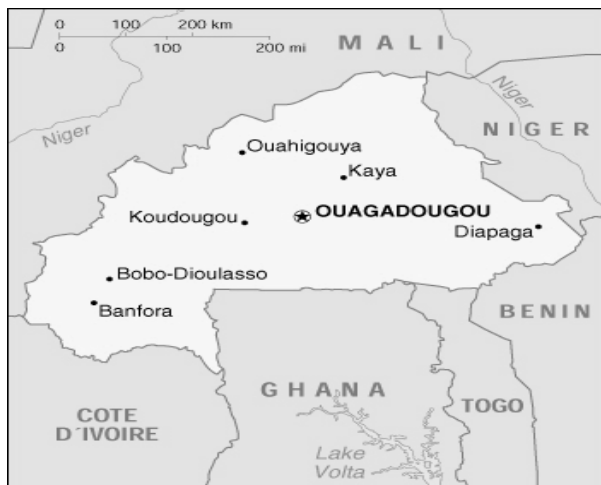 0 100 200 km
0 100 200 mi
MALI
Niger
Niger
NIGER
Ouahigouya
Kaya
Koudougou
OUAGADOUGOU
Diapaga
Bobo-Dioulasso
Banfora
BENIN
GHANA
TOGO
COTE
D'IVOIRE
Lake
Volta